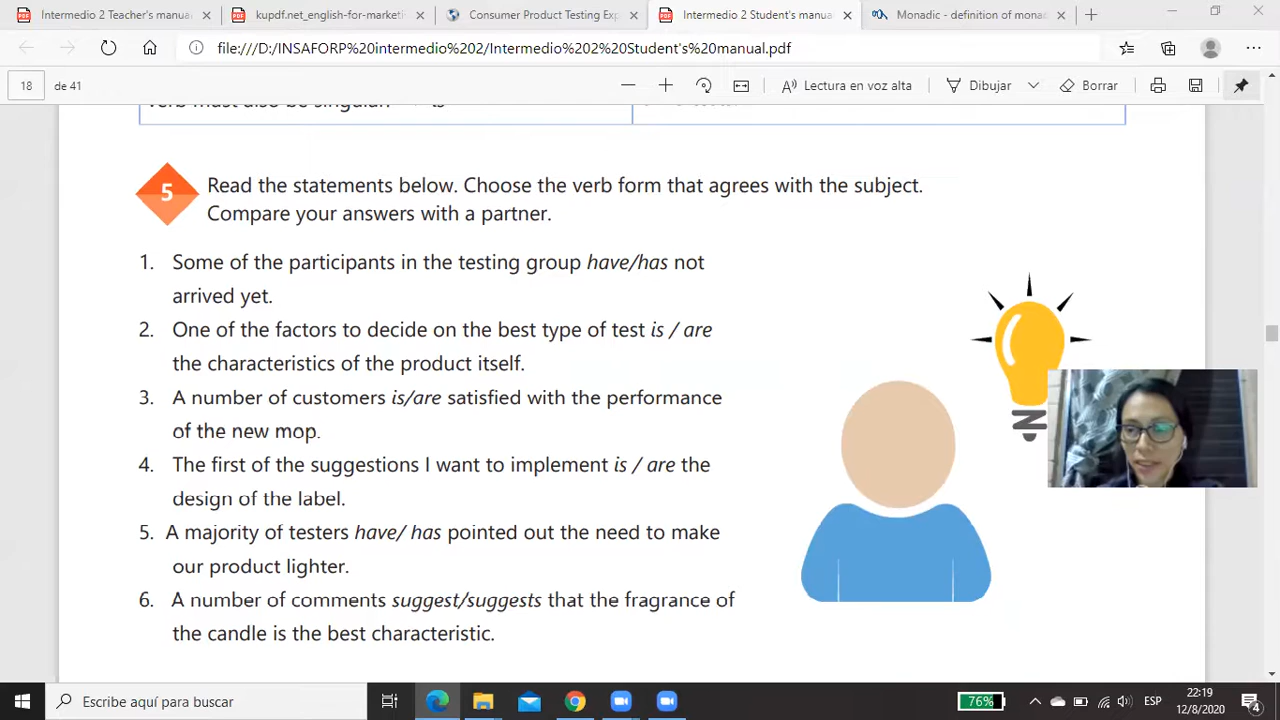 Intermedio 2 Teacher's manual
kupdf.net_english-for-marketi
Consumer Product Testing Exp
Intermedio 2 Student's manual
Monadic - definition of monad
file:///D:/INSAFORP%20intermedio%202/Intermedio%202%20Student's%20manual.pdf
18 de 41
Lectura en voz alta
Dibujar
Borrar
verb must also be singular.
5
Read the statements below. Choose the verb form that agrees with the subject.
Compare your answers with a partner.
1. Some of the participants in the testing group have/has not
arrived yet.
2. One of the factors to decide on the best type of test is / are
the characteristics of the product itself.
3. A number of customers is/are satisfied with the performance
of the new mop.
4. The first of the suggestions I want to implement is / are the
design of the label.
5. A majority of testers have/ has pointed out the need to make
our product lighter.
6. A number of comments suggest/suggests that the fragrance of
the candle is the best characteristic.
Escribe aquí para buscar
76%
ESP
22:19
12/8/2020
4